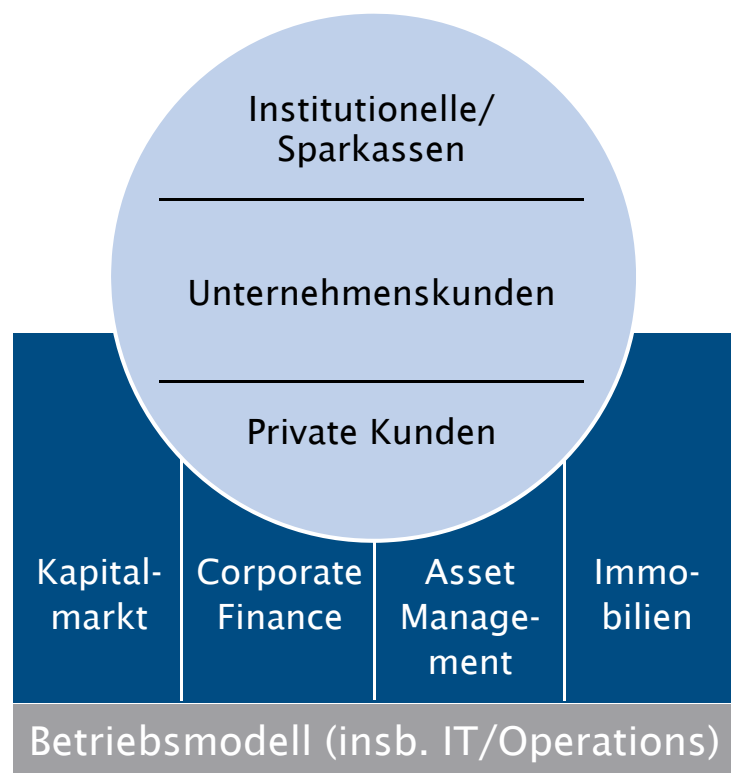 Institutionelle/
Sparkassen
Unternehmenskunden
Private Kunden
Kapital-
markt
Corporate
Finance
Asset
Manage-
ment
Immo-
bilien
Betriebsmodell (insb. IT/Operations)